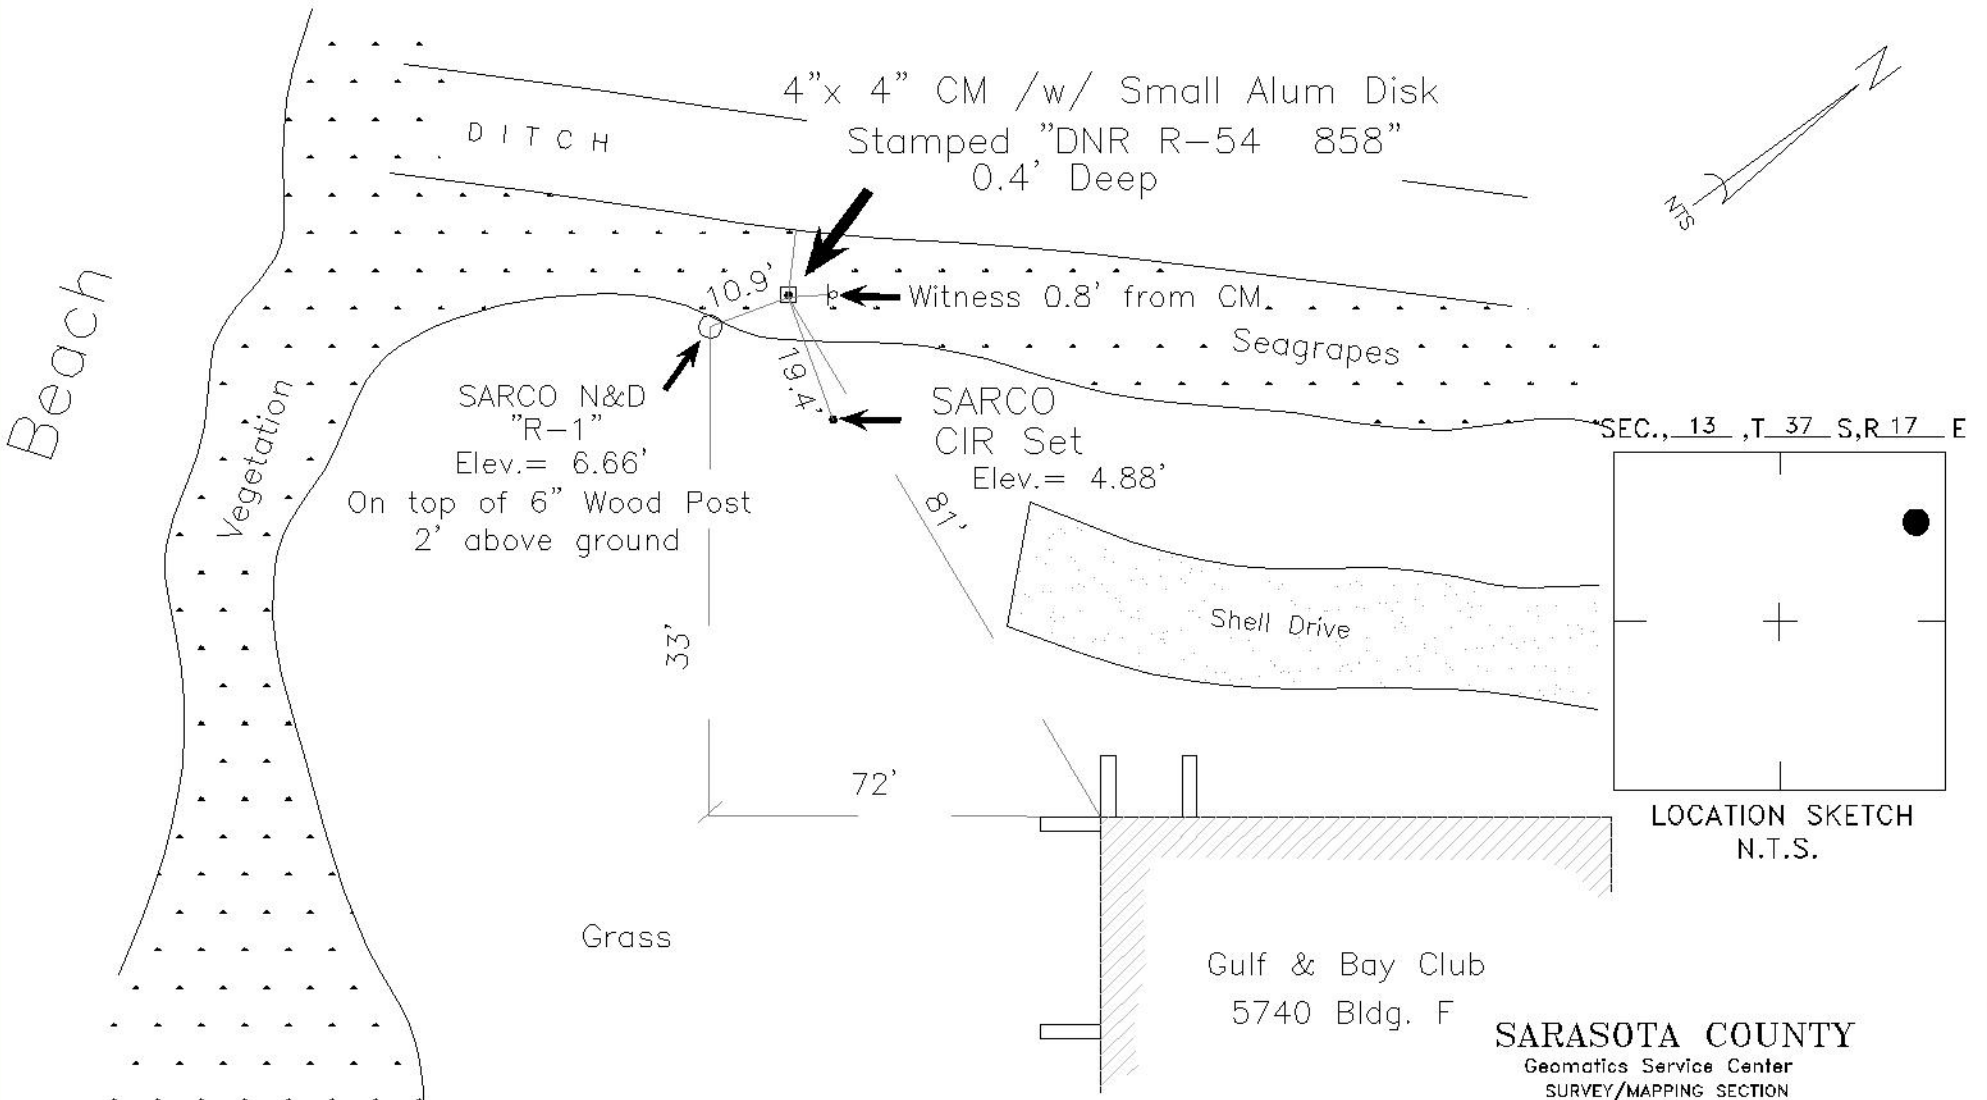 4"x 4" CM /w/ Small Alum Disk
Stamped "DNR R-54 858"
0.4' Deep
N
NTS
DITCH
Beach
10.9'
Witness 0.8' from CM.
Seagrapes
19.4'
SARCO N&D
"R-1"
Elev.= 6.66'
On top of 6" Wood Post
2' above ground
SARCO
CIR Set
Elev.= 4.88'
Vegetation
81'
SEC., 13 ,T 37 S,R 17 E
Shell Drive
33'
72'
LOCATION SKETCH
N.T.S.
Grass
Gulf & Bay Club
5740 Bldg. F
SARASOTA COUNTY
Geomatics Service Center
SURVEY/MAPPING SECTION